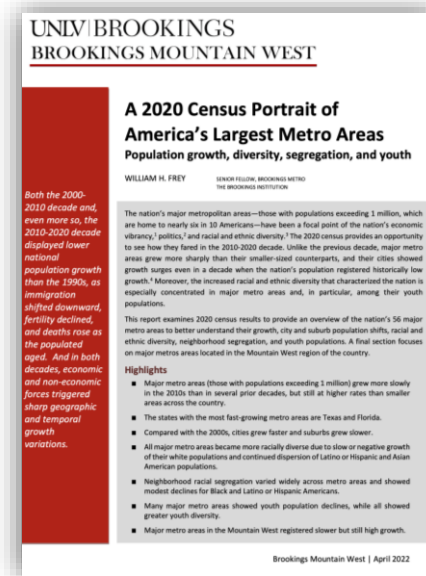 UNLV|BROOKINGS
BROOKINGS MOUNTAIN WEST
A 2020 Census Portrait of
America's Largest Metro Areas
Population growth, diversity, segregation, and youth
WILLIAM H. FREY
SENIOR FELLOW, BROOKINGS METRO
THE BROOKINGS INSTITUTION
Both the 2000-
2010 decade and,
even more so, the
2010-2020 decade
displayed lower
national
population growth
than the 1990s, as
immigration
shifted downward,
fertility declined,
and deaths rose as
the populated
aged. And in both
decades, economic
and non-economic
forces triggered
sharp geographic
and temporal
growth
variations.
The nation's major metropolitan areas—those with populations exceeding 1 million, which
are home to nearly six in 10 Americans—have been a focal point of the nation's economic
vibrancy,¹ politics,² and racial and ethnic diversity.³ The 2020 census provides an opportunity
to see how they fared in the 2010-2020 decade. Unlike the previous decade, major metro
areas grew more sharply than their smaller-sized counterparts, and their cities showed
growth surges even in a decade when the nation's population registered historically low
growth.⁴ Moreover, the increased racial and ethnic diversity that characterized the nation is
especially concentrated in major metro areas and, in particular, among their youth
populations.
This report examines 2020 census results to provide an overview of the nation's 56 major
metro areas to better understand their growth, city and suburb population shifts, racial and
ethnic diversity, neighborhood segregation, and youth populations. A final section focuses
on major metros areas located in the Mountain West region of the country.
Highlights
■ Major metro areas (those with populations exceeding 1 million) grew more slowly
in the 2010s than in several prior decades, but still at higher rates than smaller
areas across the country.
■ The states with the most fast-growing metro areas are Texas and Florida.
■ Compared with the 2000s, cities grew faster and suburbs grew slower.
■ All major metro areas became more racially diverse due to slow or negative growth
of their white populations and continued dispersion of Latino or Hispanic and Asian
American populations.
■ Neighborhood racial segregation varied widely across metro areas and showed
modest declines for Black and Latino or Hispanic Americans.
■ Many major metro areas showed youth population declines, while all showed
greater youth diversity.
■ Major metro areas in the Mountain West registered slower but still high growth.
Brookings Mountain West | April 2022